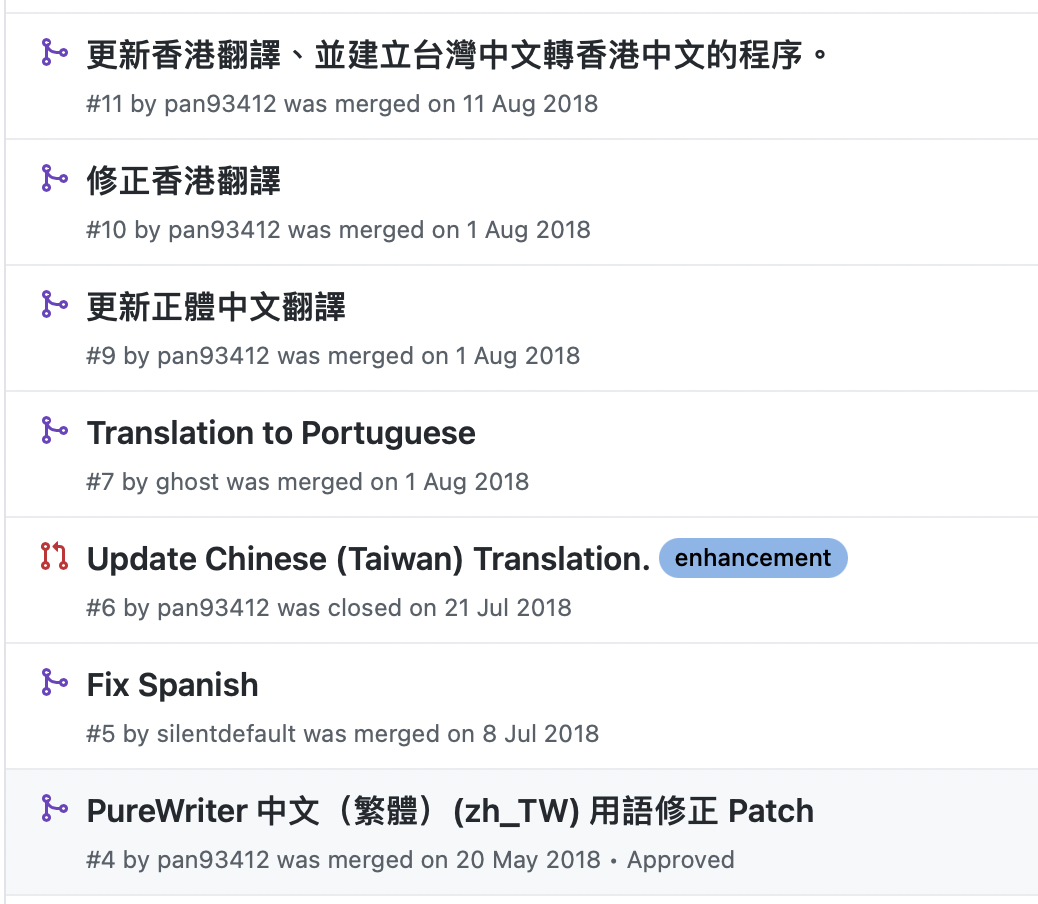 更新香港翻譯、並建立台灣中文轉香港中文的程序。
#11 by pan93412 was merged on 11 Aug 2018
修正香港翻譯
#10 by pan93412 was merged on 1 Aug 2018
更新正體中文翻譯
#9 by pan93412 was merged on 1 Aug 2018
Translation to Portuguese
#7 by ghost was merged on 1 Aug 2018
Update Chinese (Taiwan) Translation. enhancement
#6 by pan93412 was closed on 21 Jul 2018
Fix Spanish
#5 by silentdefault was merged on 8 Jul 2018
PureWriter 中文（繁體）(zh_TW) 用語修正 Patch
#4 by pan93412 was merged on 20 May 2018 • Approved